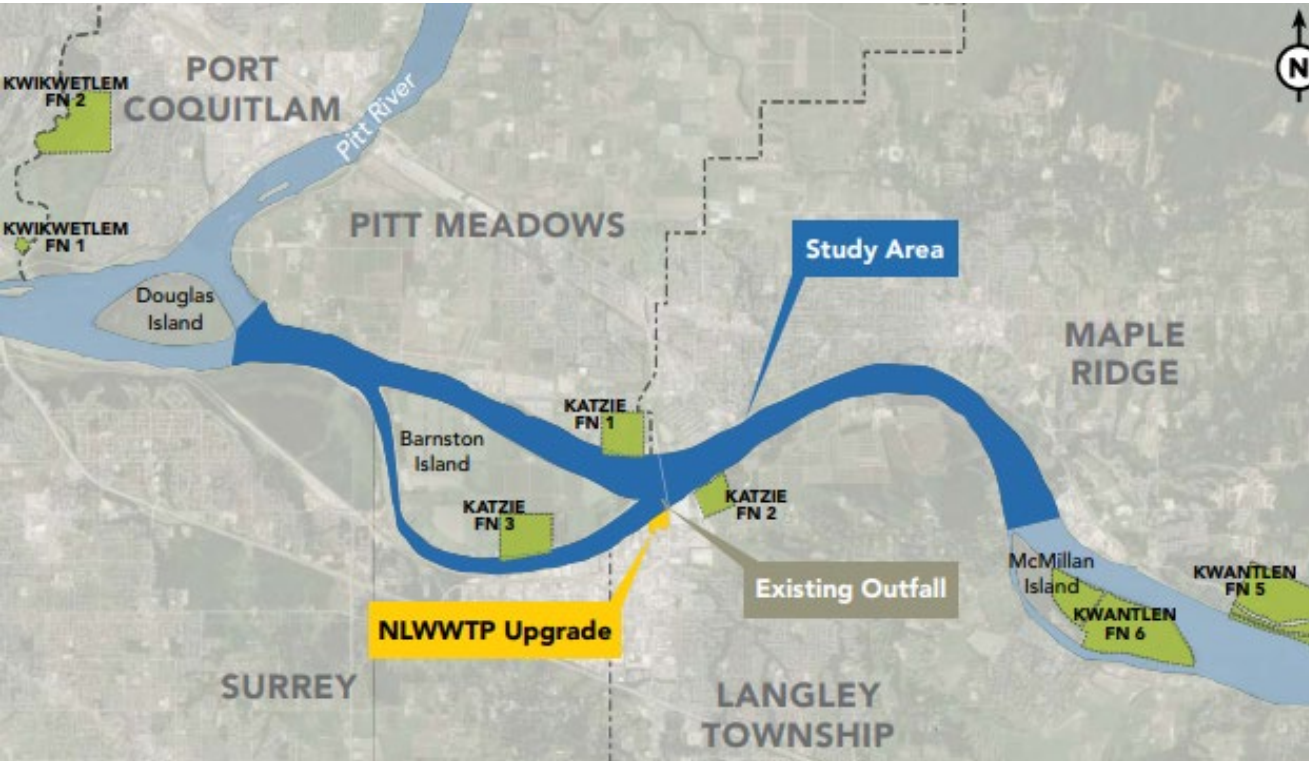 PORT
COQUITLAM
KWIKWETLEM
FN 2
Pitt River
N
KWIKWETLEM
FN 1
PITT MEADOWS
Study Area
Douglas
Island
MAPLE
RIDGE
KATZIE
FN 1
Barnston
Island
KATZIE
FN 3
KATZIE
FN 2
McMillan
Island
KWANTLEN
FN 5
Existing Outfall
KWANTLEN
FN 6
NLWWTP Upgrade
SURREY
LANGLEY
TOWNSHIP